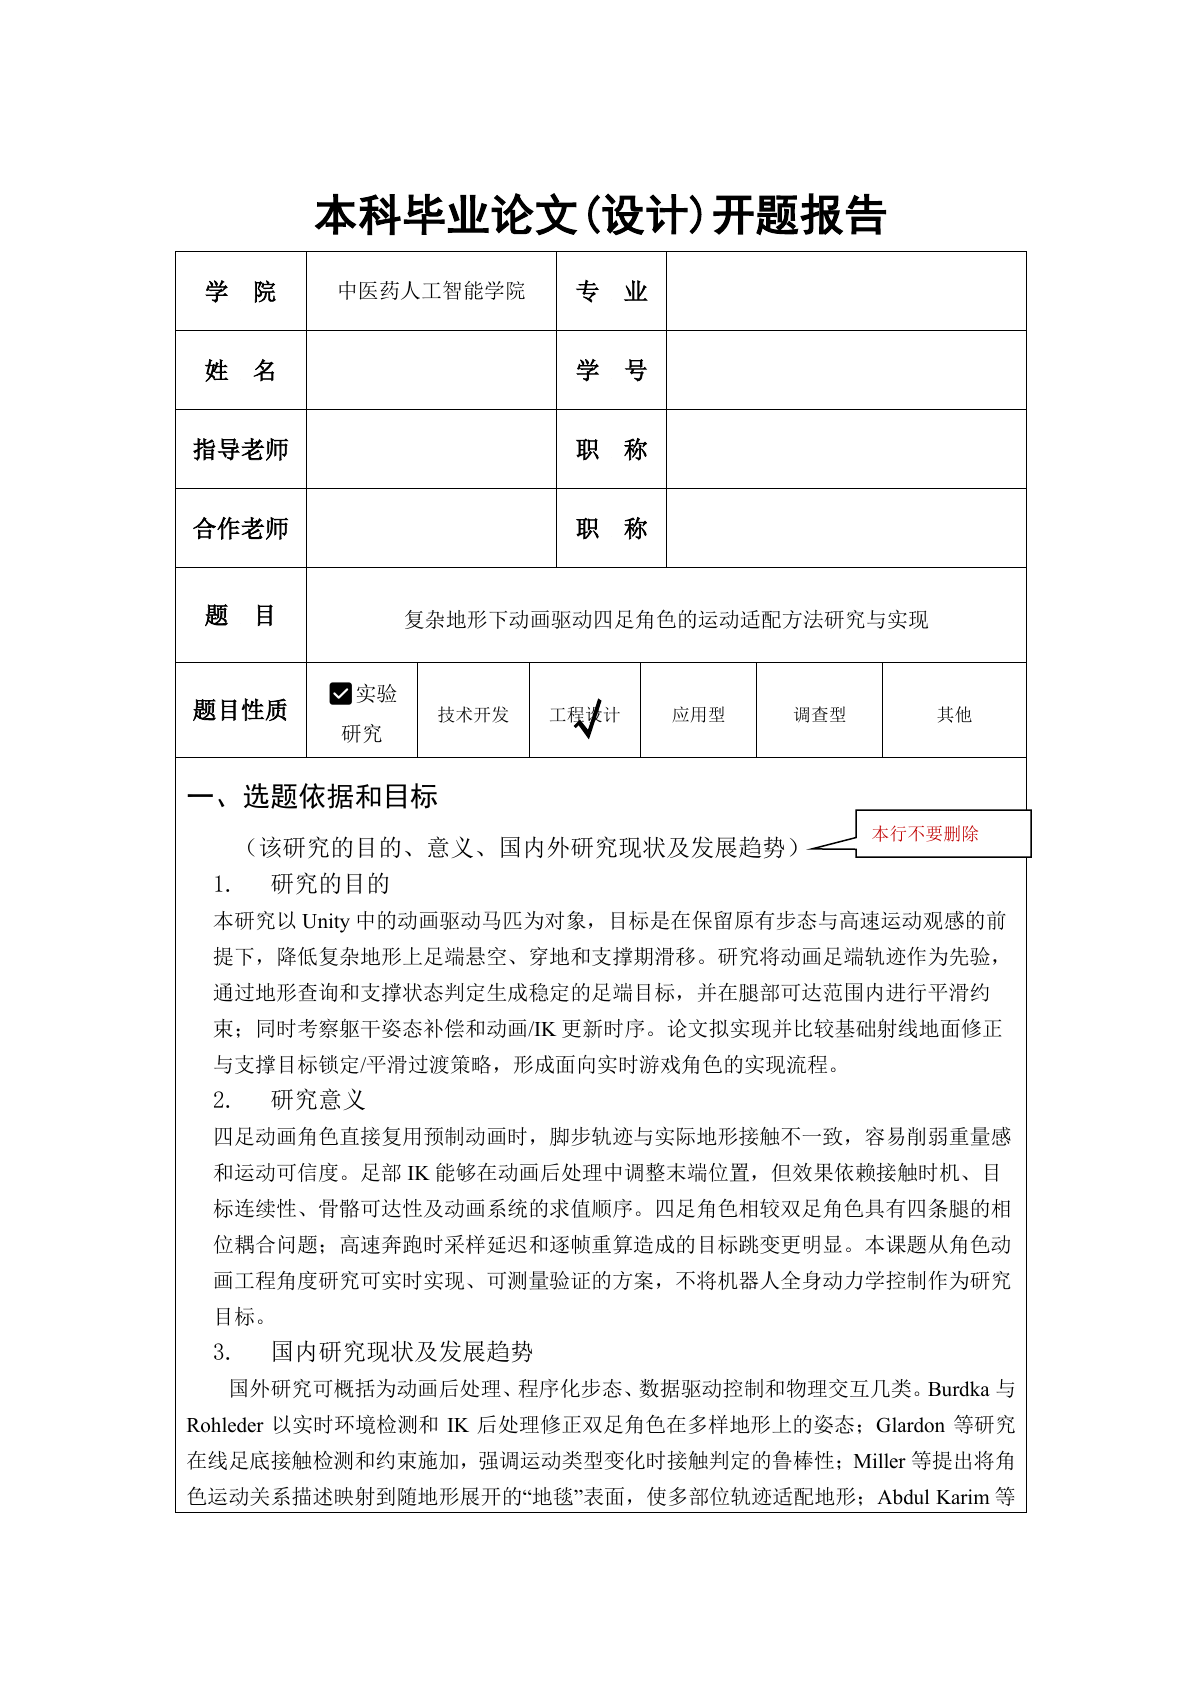 本科毕业论文(设计)开题报告
学 院 中医药人工智能学院 专 业
姓 名 学 号
指导老师 职 称
合作老师 职 称
题 目 复杂地形下动画驱动四足角色的运动适配方法研究与实现
题目性质 实验研究 技术开发 工程设计 应用型 调查型 其他
一、选题依据和目标
（该研究的目的、意义、国内外研究现状及发展趋势）
本行不要删除
1. 研究的目的
本研究以 Unity 中的动画驱动马匹为对象，目标是在保留原有步态与高速运动观感的前
提下，降低复杂地形上足端悬空、穿地和支撑期滑移。研究将动画足端轨迹作为先验，
通过地形查询和支撑状态判定生成稳定的足端目标，并在腿部可达范围内进行平滑约
束；同时考察躯干姿态补偿和动画/IK 更新时序。论文拟实现并比较基础射线地面修正
与支撑目标锁定/平滑过渡策略，形成面向实时游戏角色的实现流程。
2. 研究意义
四足动画角色直接复用预制动画时，脚步轨迹与实际地形接触不一致，容易削弱重量感
和运动可信度。足部 IK 能够在动画后处理中调整末端位置，但效果依赖接触时机、目
标连续性、骨骼可达性及动画系统的求值顺序。四足角色相较双足角色具有四条腿的相
位耦合问题；高速奔跑时采样延迟和逐帧重算造成的目标跳变更明显。本课题从角色动
画工程角度研究可实时实现、可测量验证的方案，不将机器人全身动力学控制作为研究
目标。
3. 国内研究现状及发展趋势
国外研究可概括为动画后处理、程序化步态、数据驱动控制和物理交互几类。Burdka 与
Rohleder 以实时环境检测和 IK 后处理修正双足角色在多样地形上的姿态；Glardon 等研究
在线足底接触检测和约束施加，强调运动类型变化时接触判定的鲁棒性；Miller 等提出将角
色运动关系描述映射到随地形展开的“地毯”表面，使多部位轨迹适配地形；Abdul Karim 等